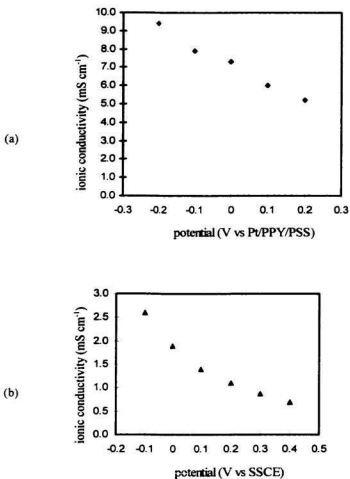 (a)
ionic conductivity (mS cm⁻¹)
10.0
9.0
8.0
7.0
6.0
5.0
4.0
3.0
2.0
1.0
0.0
-0.3 -0.2 -0.1 0 0.1 0.2 0.3
potential (V vs Pt/PPY/PSS)
(b)
ionic conductivity (mS cm⁻¹)
3.0
2.5
2.0
1.5
1.0
0.5
0.0
-0.2 -0.1 0 0.1 0.2 0.3 0.4 0.5
potential (V vs SSCE)